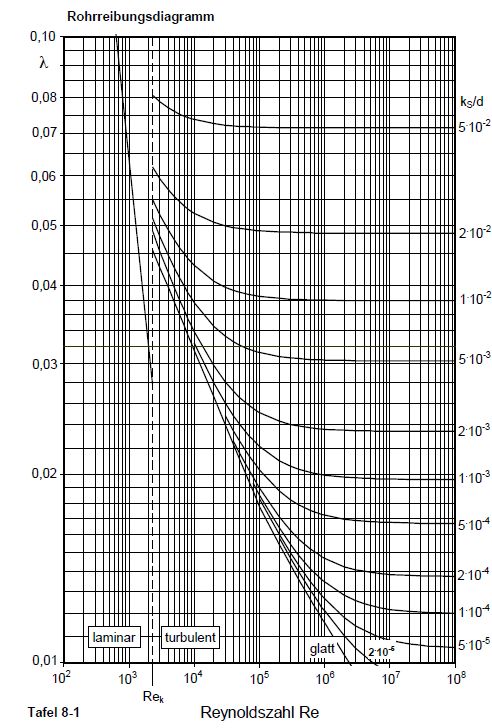 Rohrreibungsdiagramm
0,10
λ
0,08
0,07
0,06
0,05
0,04
0,03
0,02
0,01
kS/d
5·10-2
2·10-2
1·10-2
5·10-3
2·10-3
1·10-3
5·10-4
2·10-4
1·10-4
5·10-5
laminar
turbulent
glatt
2·10-6
10² 10³ 10⁴ 10⁵ 10⁶ 10⁷ 10⁸
Rek
Tafel 8-1
Reynoldszahl Re